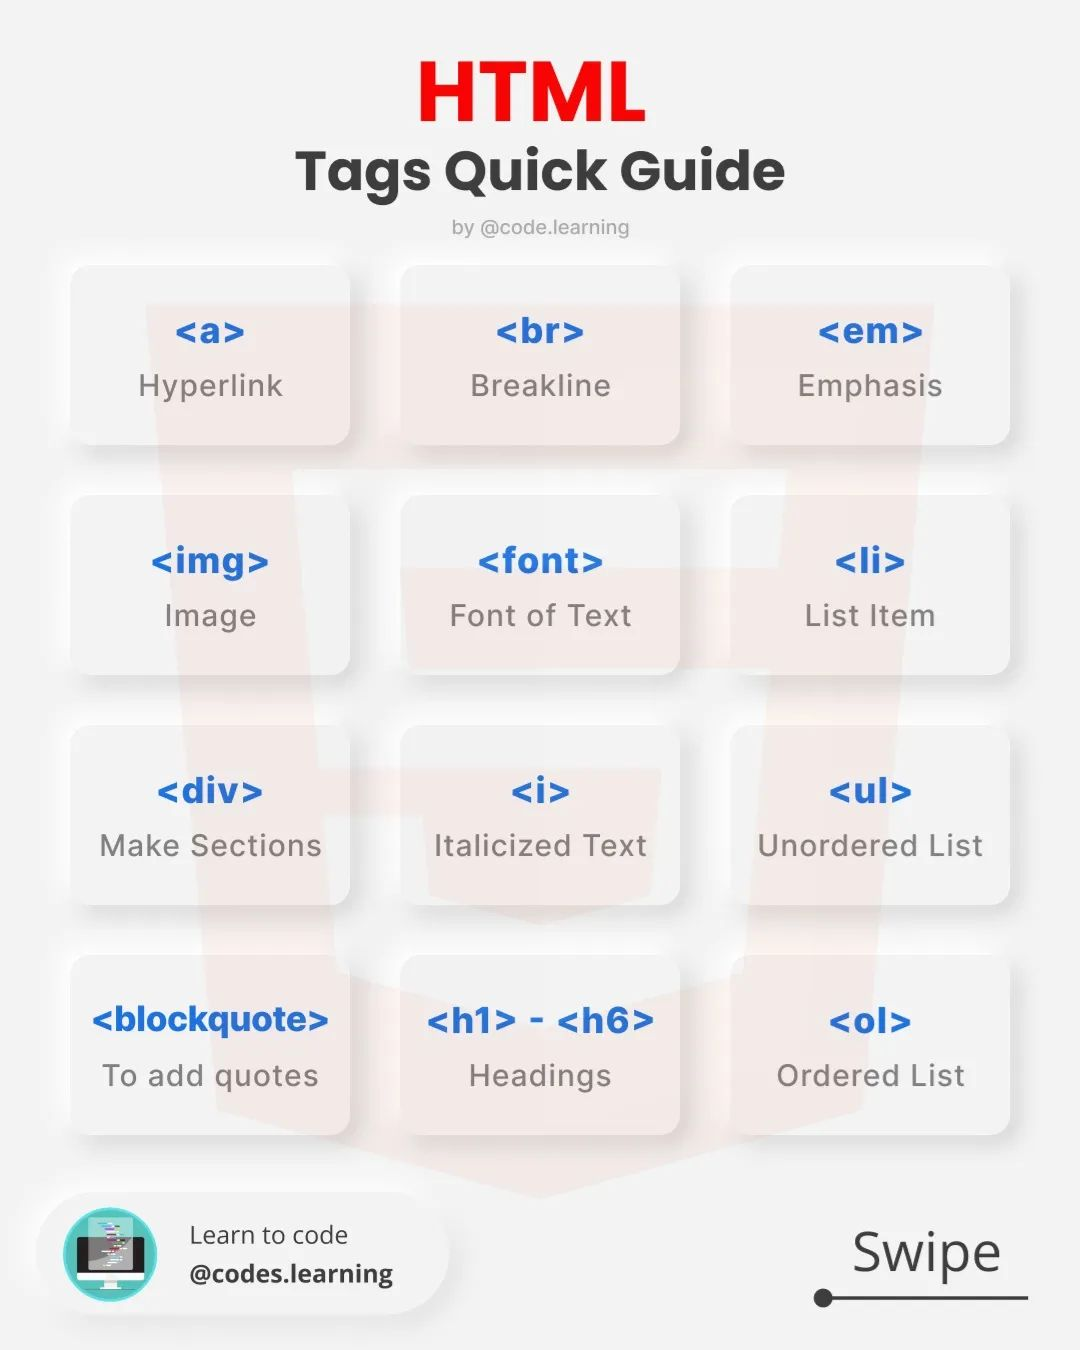 HTML
Tags Quick Guide
by @code.learning
<a>
Hyperlink
<br>
Breakline
<em>
Emphasis
<img>
Image
<font>
Font of Text
<li>
List Item
<div>
Make Sections
<i>
Italicized Text
<ul>
Unordered List
<blockquote>
To add quotes
<h1> - <h6>
Headings
<ol>
Ordered List
Learn to code
@codes.learning
Swipe